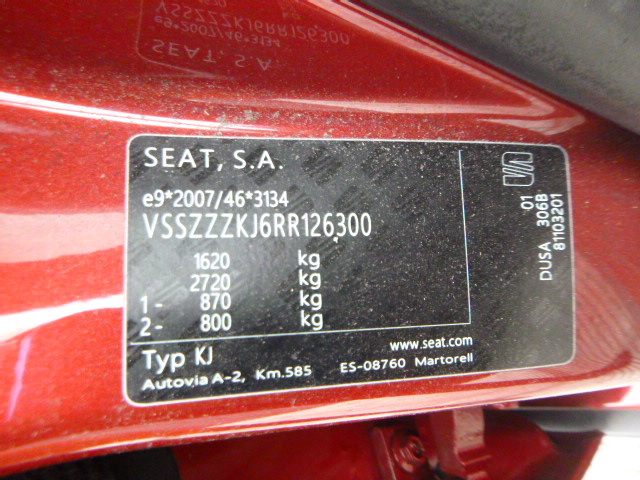 SEAT, S.A.
e9*2007/46*3134
VSSZZZKJ6RR126300
1620 kg
2720 kg
1- 870 kg
2- 800 kg
Typ KJ
www.seat.com
Autovia A-2, Km.585 ES-08760 Martorell
01
DUSA 306B
81103201